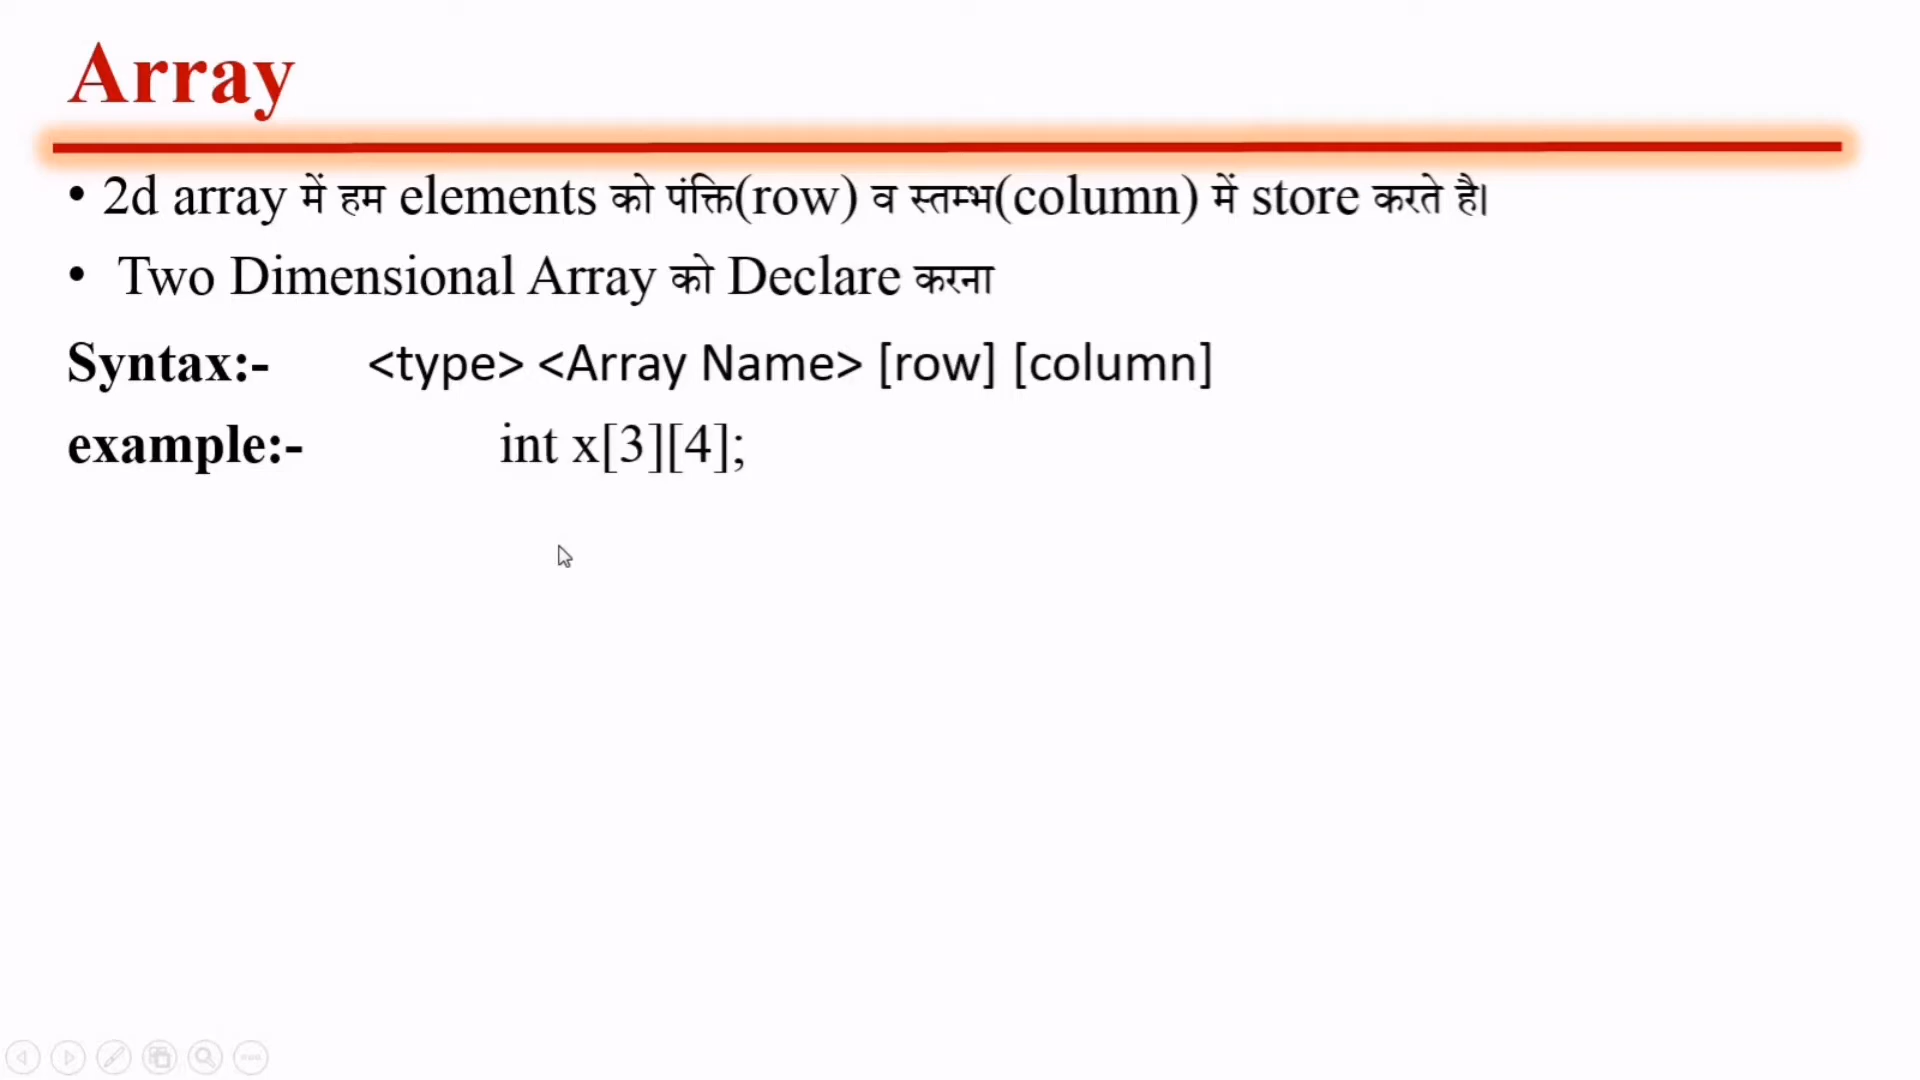 Array
• 2d array में हम elements को पंक्ति(row) व स्तम्भ(column) में store करते है।
• Two Dimensional Array को Declare करना
Syntax:- <type> <Array Name> [row] [column]
example:- int x[3][4];